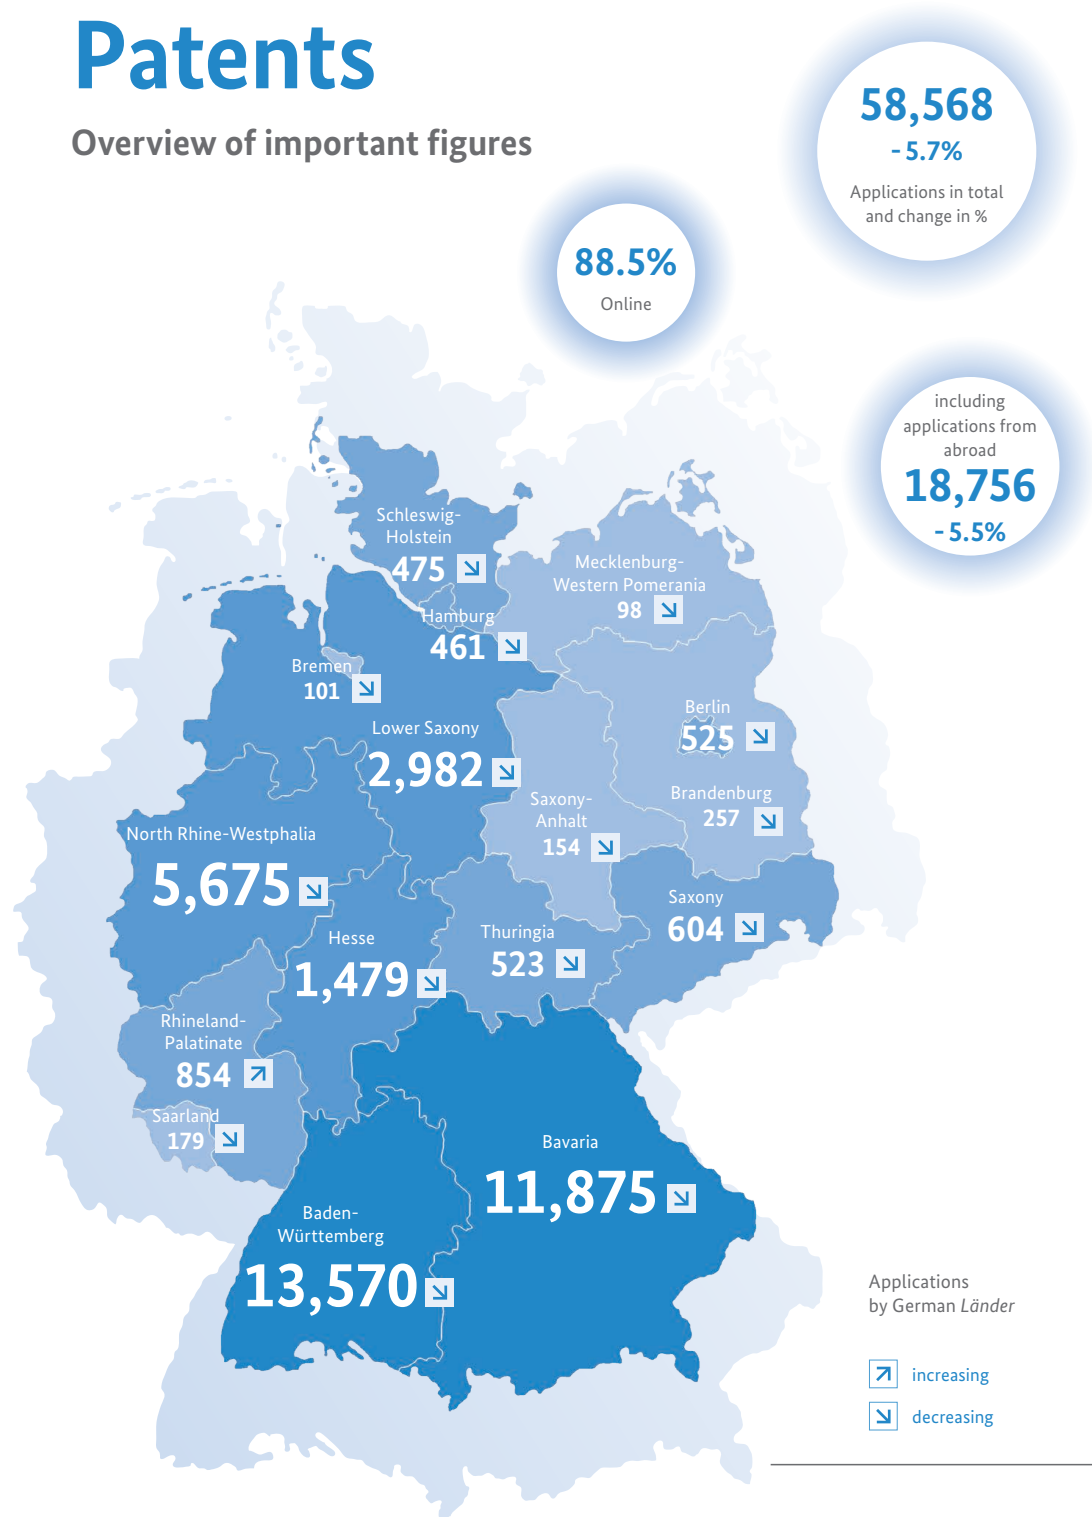 Patents
Overview of important figures
58,568
- 5.7%
Applications in total
and change in %
88.5%
Online
including
applications from
abroad
18,756
- 5.5%
Schleswig-
Holstein
475
Mecklenburg-
Western Pomerania
98
Hamburg
461
Bremen
101
Lower Saxony
2,982
Berlin
525
Brandenburg
257
Saxony-
Anhalt
154
North Rhine-Westphalia
5,675
Saxony
604
Hesse
1,479
Thuringia
523
Rhineland-
Palatinate
854
Saarland
179
Bavaria
11,875
Baden-
Württemberg
13,570
Applications
by German Länder
increasing
decreasing